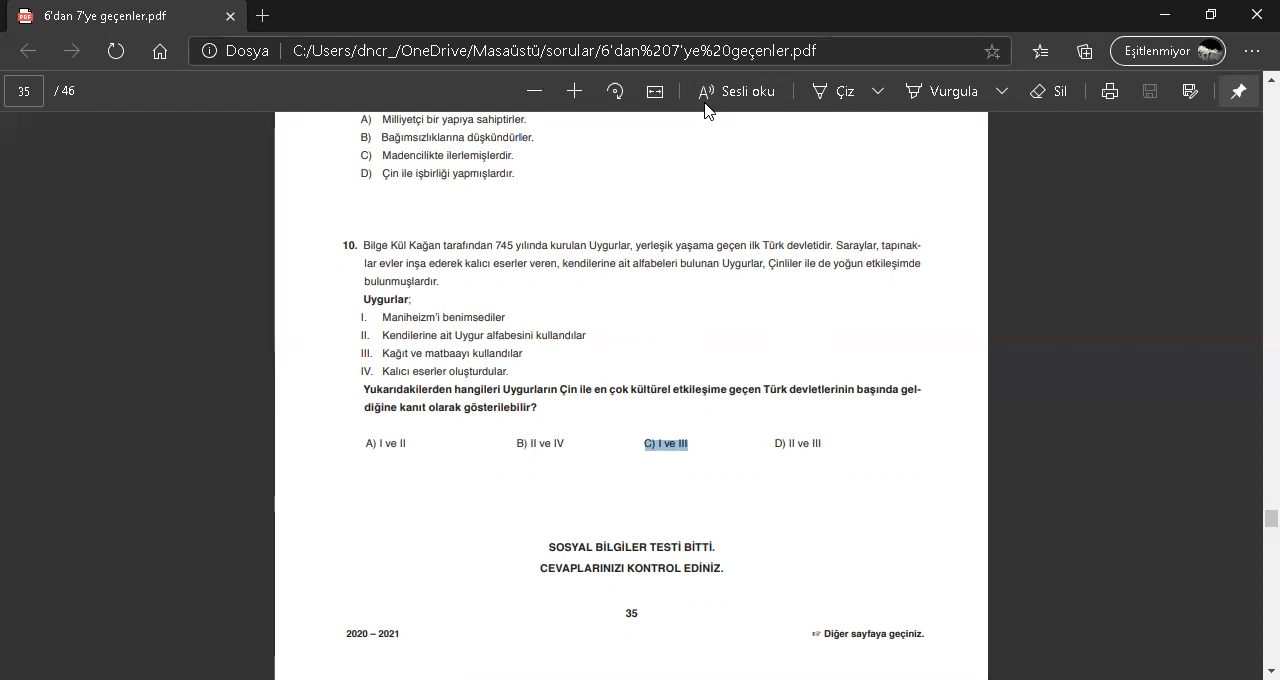 6'dan 7'ye geçenler.pdf
Dosya C:/Users/dncr_/OneDrive/Masaüstü/sorular/6'dan%207'ye%20geçenler.pdf Eşitlenmiyor
35 / 46 Sesli oku Çiz Vurgula Sil
A) Milliyetçi bir yapıya sahiptirler.
B) Bağımsızlıklarına düşkündürler.
C) Madencilikte ilerlemişlerdir.
D) Çin ile işbirliği yapmışlardır.
10. Bilge Kül Kağan tarafından 745 yılında kurulan Uygurlar, yerleşik yaşama geçen ilk Türk devletidir. Saraylar, tapınak-
lar evler inşa ederek kalıcı eserler veren, kendilerine ait alfabeleri bulunan Uygurlar, Çinliler ile de yoğun etkileşimde
bulunmuşlardır.
Uygurlar;
I. Maniheizm'i benimsediler
II. Kendilerine ait Uygur alfabesini kullandılar
III. Kağıt ve matbaayı kullandılar
IV. Kalıcı eserler oluşturdular.
Yukarıdakilerden hangileri Uygurların Çin ile en çok kültürel etkileşime geçen Türk devletlerinin başında gel-
diğine kanıt olarak gösterilebilir?
A) I ve II B) II ve IV C) I ve III D) II ve III
SOSYAL BİLGİLER TESTİ BİTTİ.
CEVAPLARINIZI KONTROL EDİNİZ.
35
2020 – 2021 ☞ Diğer sayfaya geçiniz.